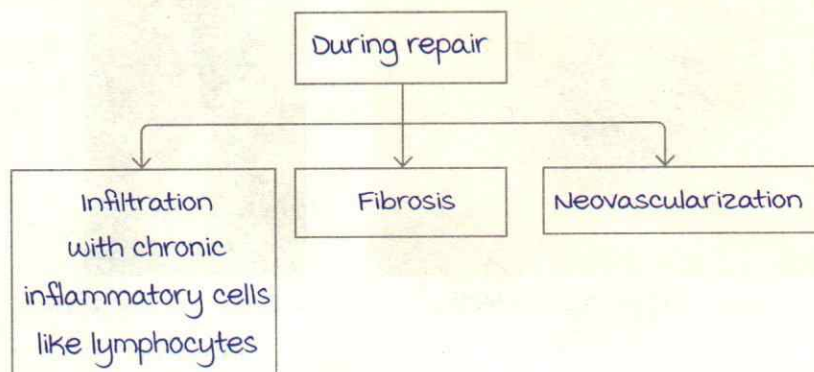 During repair
Infiltration
with chronic
inflammatory cells
like lymphocytes
Fibrosis
Neovascularization